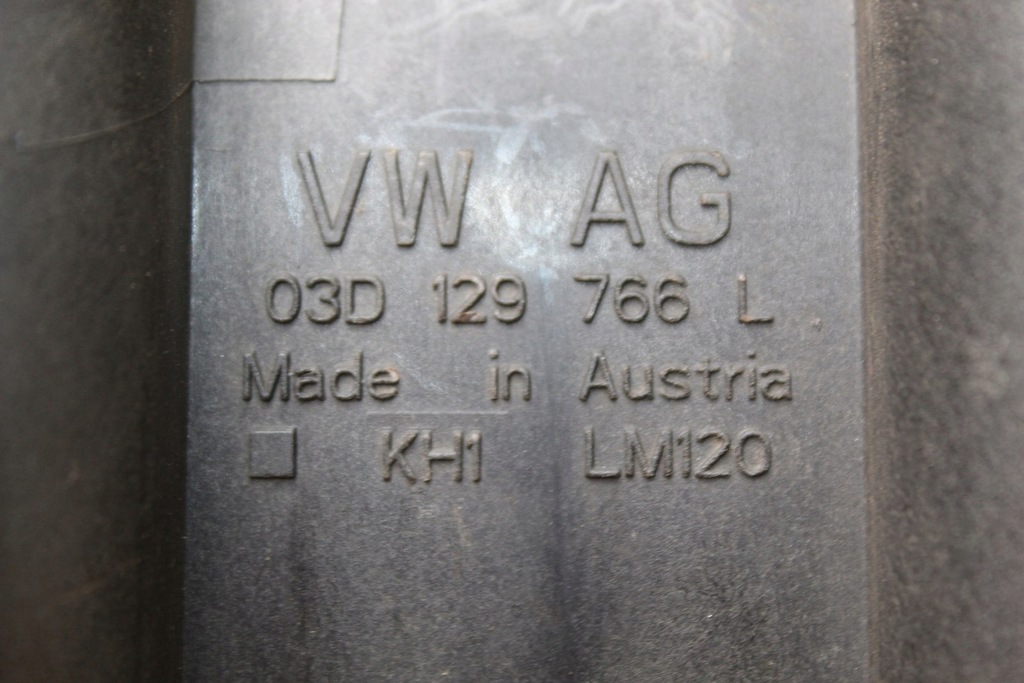 VW AG
03D 129 766 L
Made in Austria
KH1 LM120